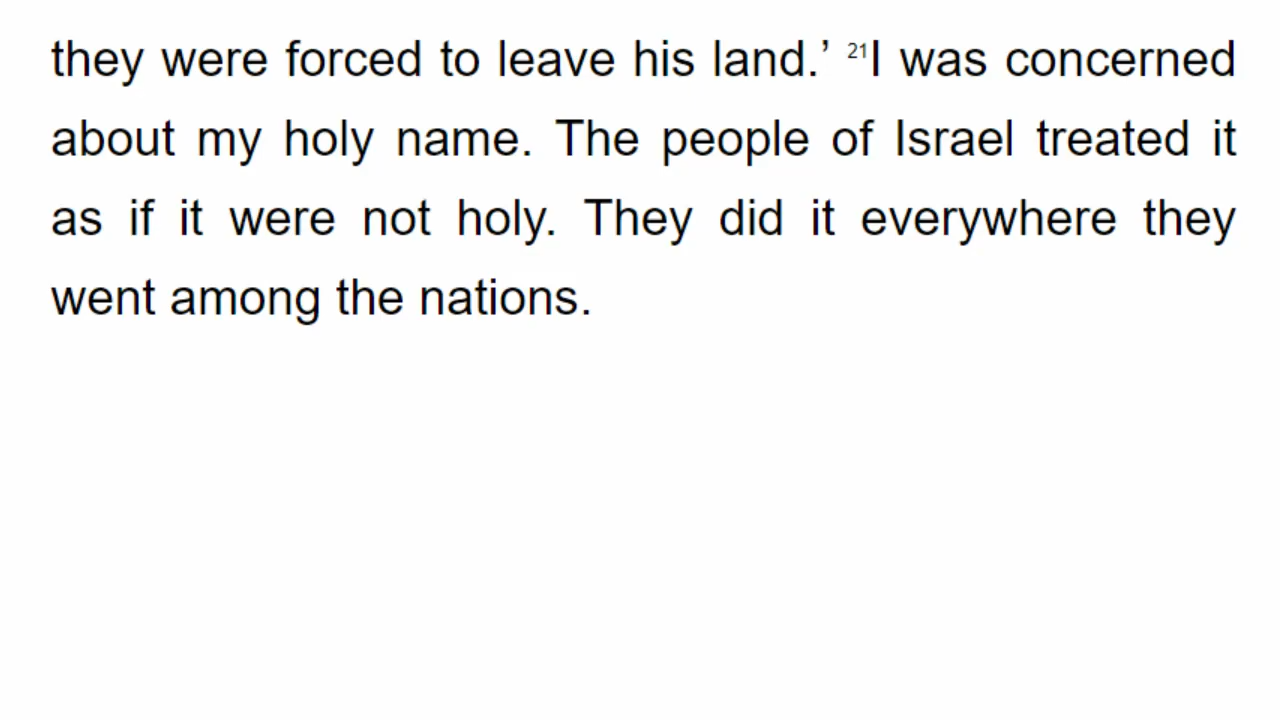 they were forced to leave his land.’ 21I was concerned
about my holy name. The people of Israel treated it
as if it were not holy. They did it everywhere they
went among the nations.